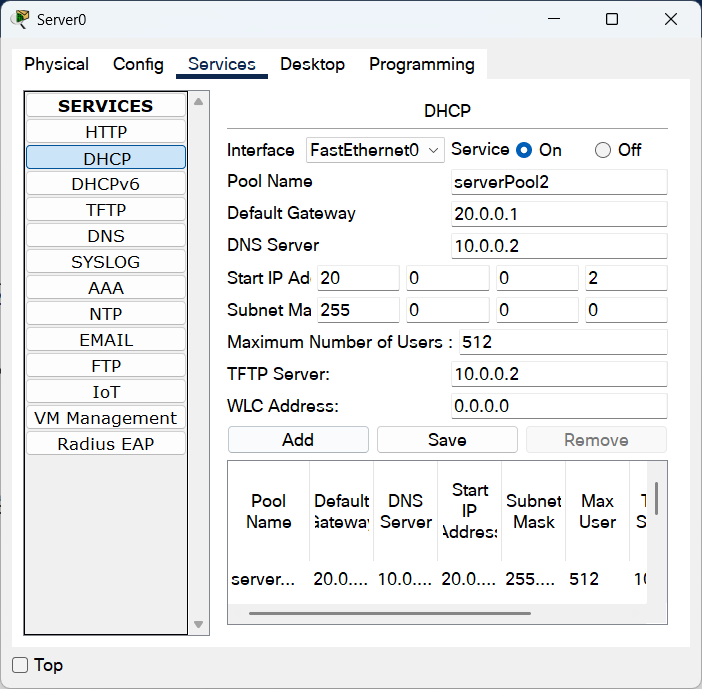 Server0
Physical Config Services Desktop Programming
SERVICES
HTTP
DHCP
DHCPv6
TFTP
DNS
SYSLOG
AAA
NTP
EMAIL
FTP
IoT
VM Management
Radius EAP
DHCP
Interface FastEthernet0 Service On Off
Pool Name serverPool2
Default Gateway 20.0.0.1
DNS Server 10.0.0.2
Start IP Ad 20 0 0 2
Subnet Ma 255 0 0 0
Maximum Number of Users : 512
TFTP Server: 10.0.0.2
WLC Address: 0.0.0.0
Add Save Remove
Pool Name Default Gateway DNS Server Start IP Address Subnet Mask Max User
server... 20.0.... 10.0.... 20.0.... 255.... 512 10
Top